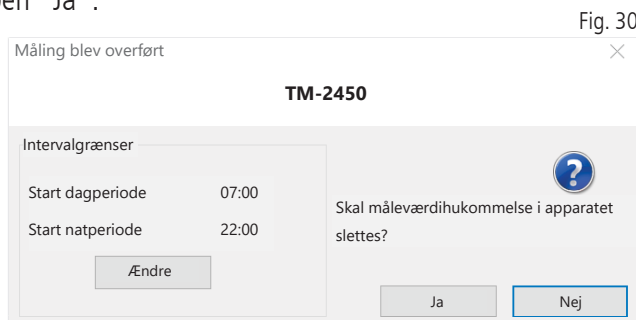 "Ja".
Fig. 30
Måling blev overført
TM-2450
Intervalgrænser
Start dagperiode 07:00
Start natperiode 22:00
Ændre
Skal måleværdihukommelse i apparatet
slettes?
Ja
Nej